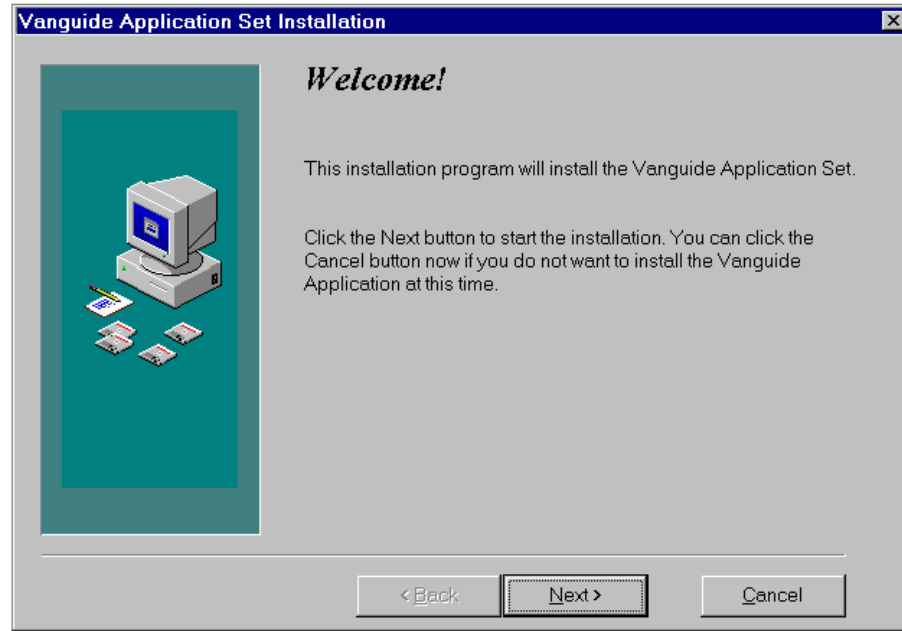 Vanguide Application Set Installation
Welcome!
This installation program will install the Vanguide Application Set.
Click the Next button to start the installation. You can click the
Cancel button now if you do not want to install the Vanguide
Application at this time.
< Back
Next >
Cancel